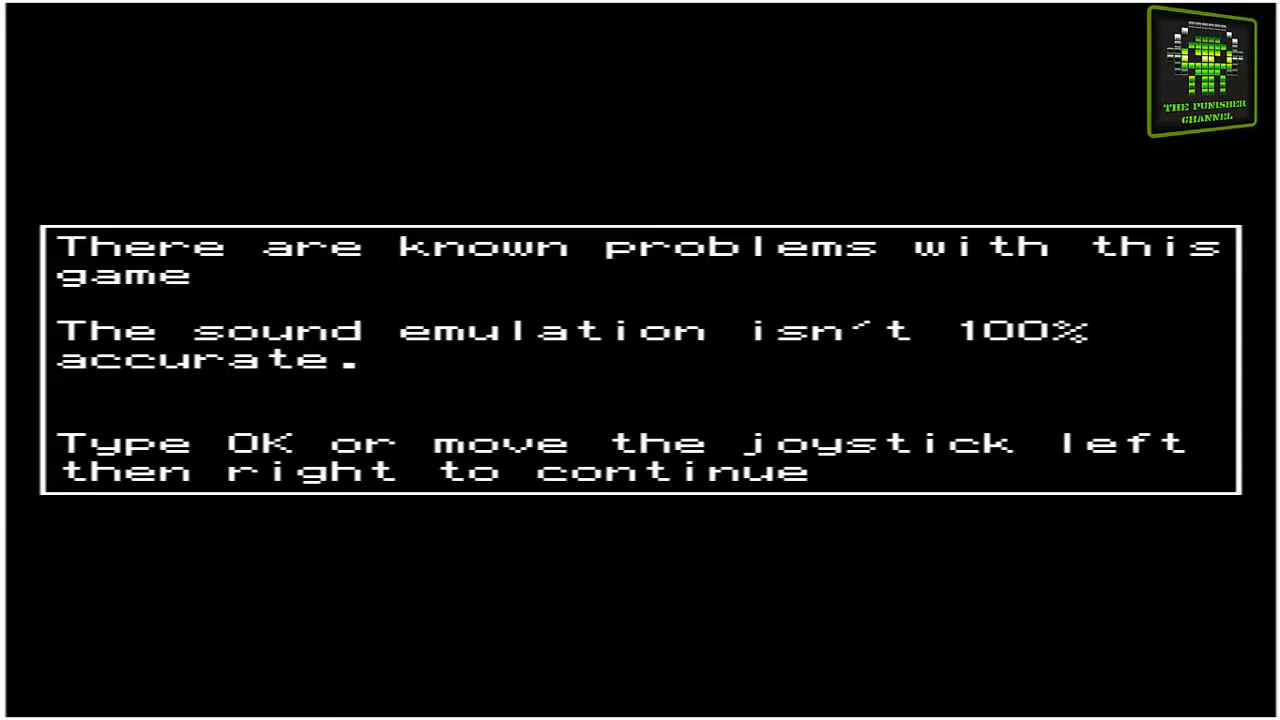 THE PUNISHER
CHANNEL
There are known problems with this
game
The sound emulation isn't 100%
accurate.
Type OK or move the joystick left
then right to continue